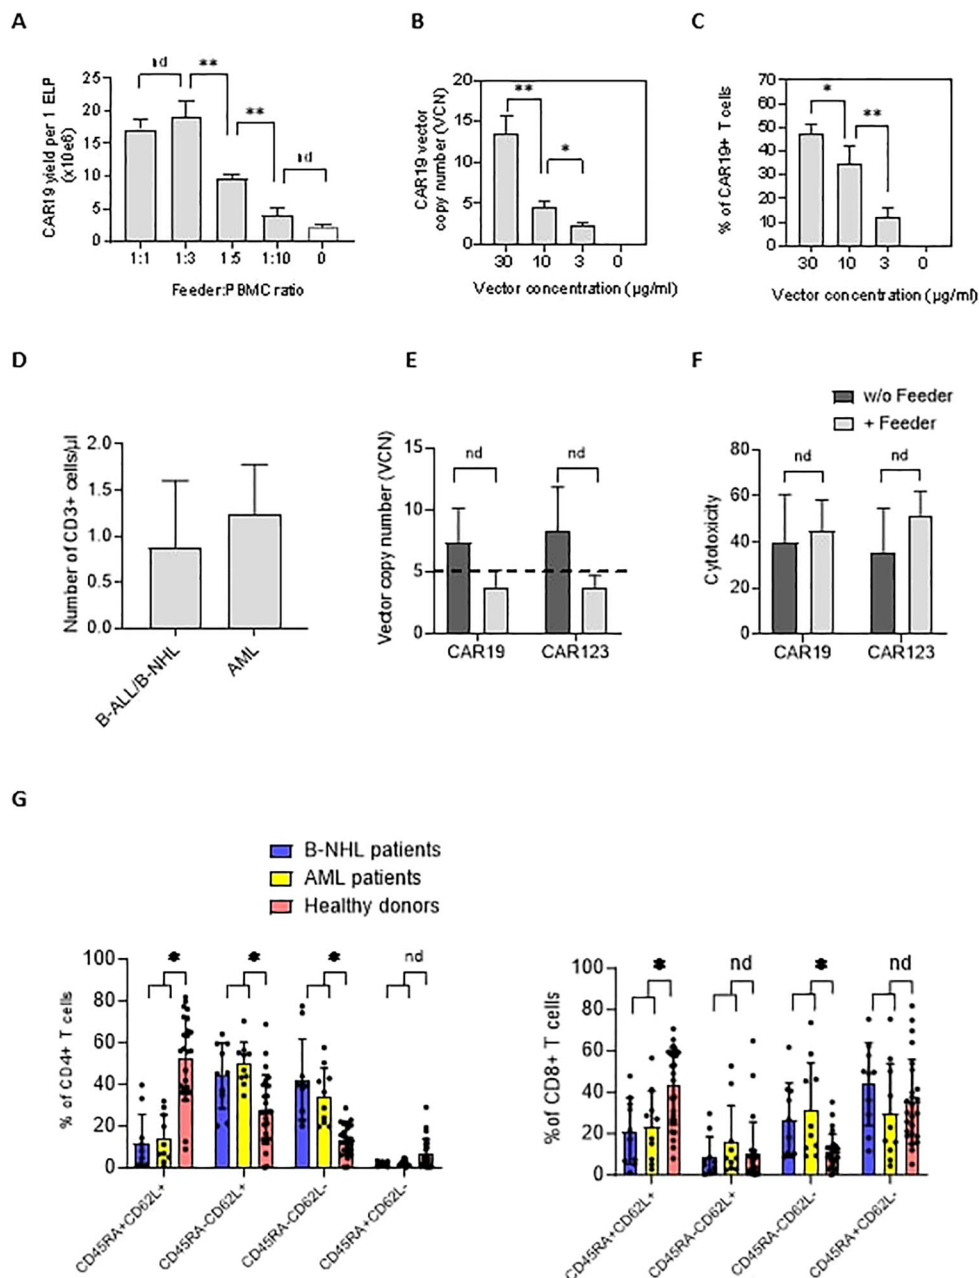 A
CAR19 yield per 1 ELP
(x10e6)
25
20
15
10
5
0
nd
**
**
nd
1:1 1:3 1:5 1:10 0
Feeder:PBMC ratio
B
CAR19 vector
copy number (VCN)
20
15
10
5
0
**
*
30 10 3 0
Vector concentration (µg/ml)
C
% of CAR19+ T cells
70
60
50
40
30
20
10
0
*
**
30 10 3 0
Vector concentration (µg/ml)
D
Number of CD3+ cells/µl
2.0
1.5
1.0
0.5
0.0
B-ALL/B-NHL
AML
E
Vector copy number (VCN)
15
10
5
0
nd
nd
CAR19 CAR123
F
w/o Feeder
+ Feeder
Cytotoxicity
80
60
40
20
0
nd
nd
CAR19 CAR123
G
B-NHL patients
AML patients
Healthy donors
% of CD4+ T cells
100
80
60
40
20
0
*
*
*
nd
CD45RA+CD62L+
CD45RA-CD62L+
CD45RA-CD62L-
CD45RA+CD62L-
%of CD8+ T cells
100
80
60
40
20
0
*
nd
*
nd
CD45RA+CD62L+
CD45RA-CD62L+
CD45RA-CD62L-
CD45RA+CD62L-